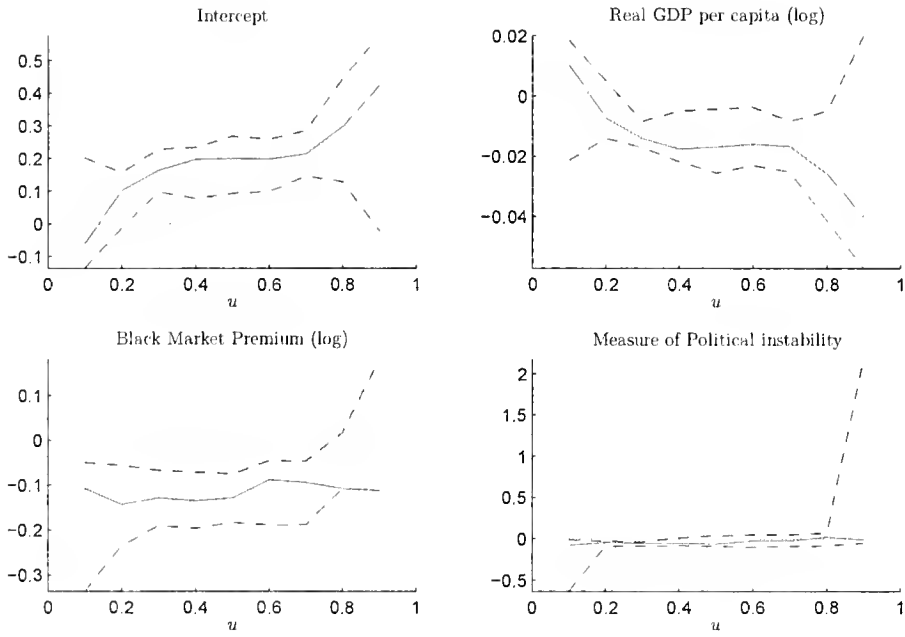 Intercept
0.5
0.4
0.3
0.2
0.1
0
−0.1
0 0.2 0.4 0.6 0.8 1
u
Real GDP per capita (log)
0.02
0
−0.02
−0.04
0 0.2 0.4 0.6 0.8 1
u
Black Market Premium (log)
0.1
0
−0.1
−0.2
−0.3
0 0.2 0.4 0.6 0.8 1
u
Measure of Political instability
2
1.5
1
0.5
0
−0.5
0 0.2 0.4 0.6 0.8 1
u